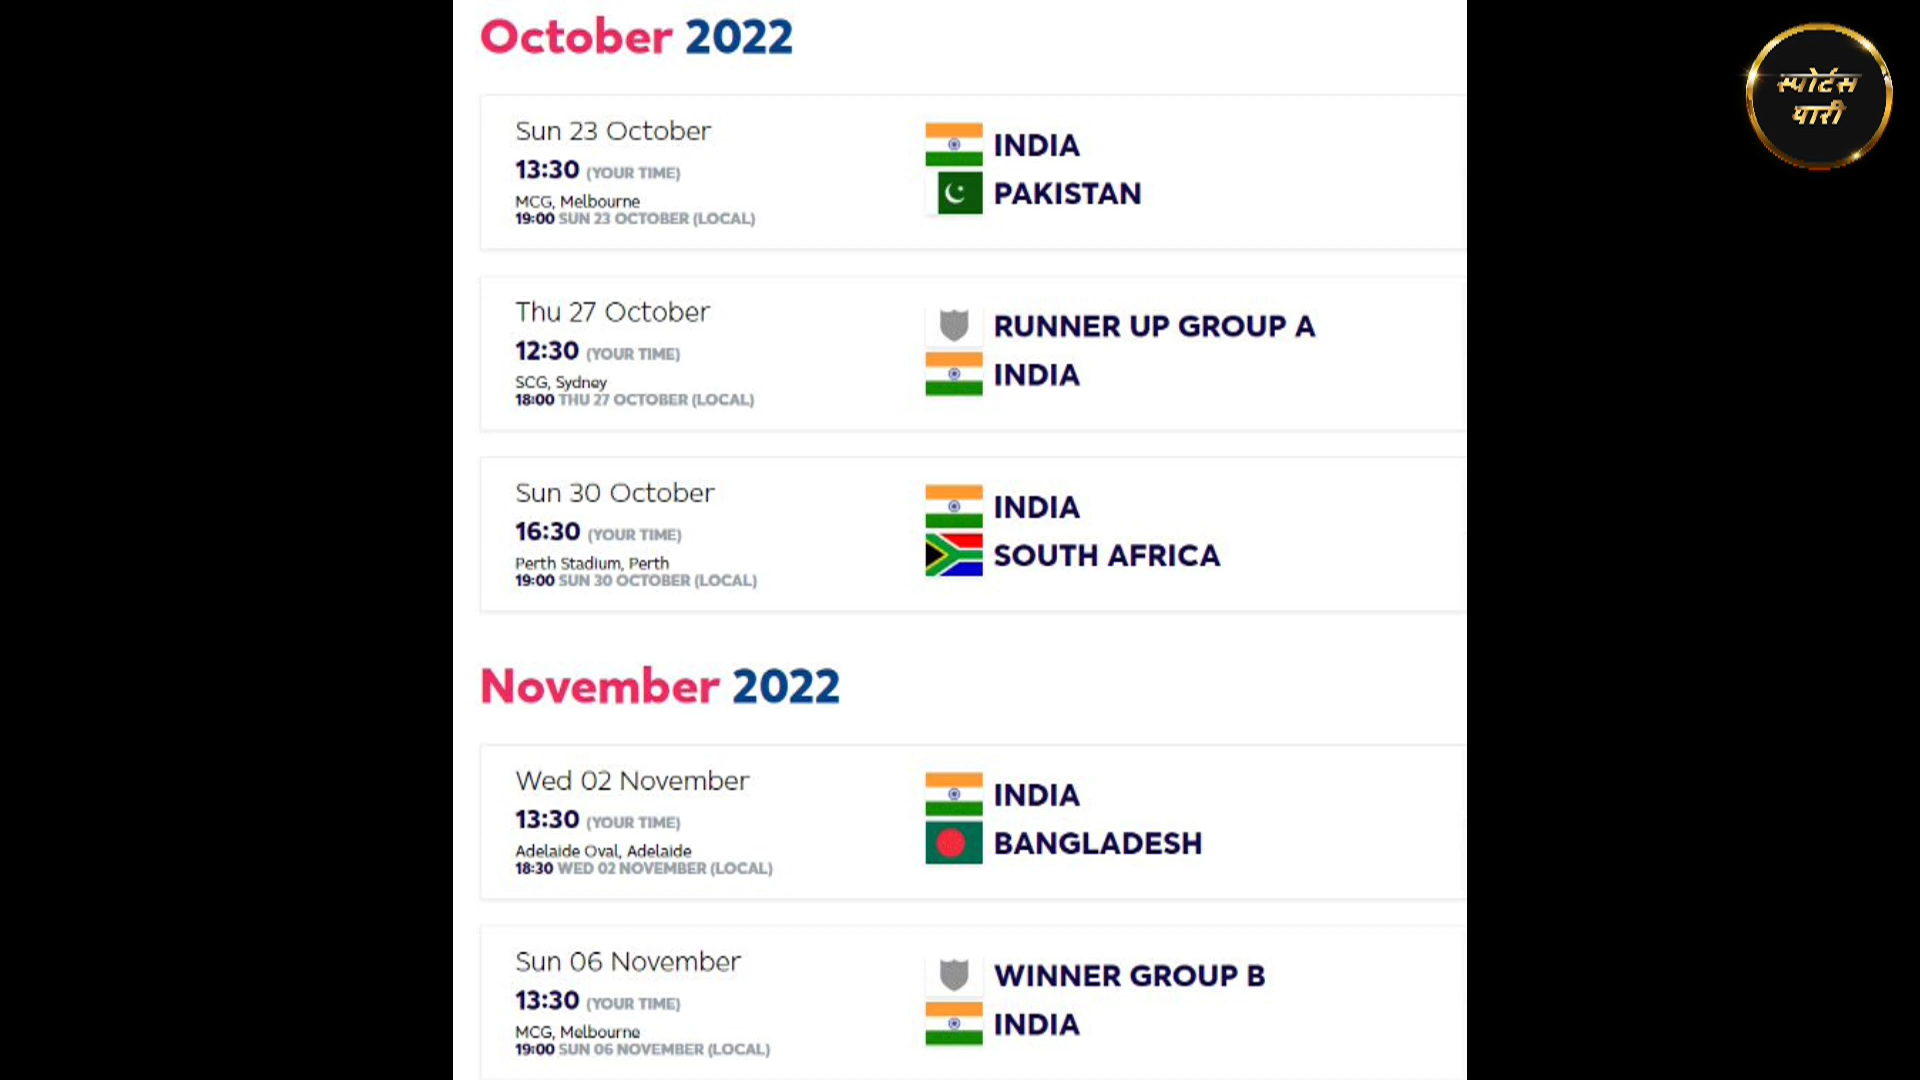 October 2022
Sun 23 October
13:30 (YOUR TIME)
MCG, Melbourne
19:00 SUN 23 OCTOBER (LOCAL)
INDIA
PAKISTAN
Thu 27 October
12:30 (YOUR TIME)
SCG, Sydney
18:00 THU 27 OCTOBER (LOCAL)
RUNNER UP GROUP A
INDIA
Sun 30 October
16:30 (YOUR TIME)
Perth Stadium, Perth
19:00 SUN 30 OCTOBER (LOCAL)
INDIA
SOUTH AFRICA
November 2022
Wed 02 November
13:30 (YOUR TIME)
Adelaide Oval, Adelaide
18:30 WED 02 NOVEMBER (LOCAL)
INDIA
BANGLADESH
Sun 06 November
13:30 (YOUR TIME)
MCG, Melbourne
19:00 SUN 06 NOVEMBER (LOCAL)
WINNER GROUP B
INDIA
स्पोर्टस
यारी